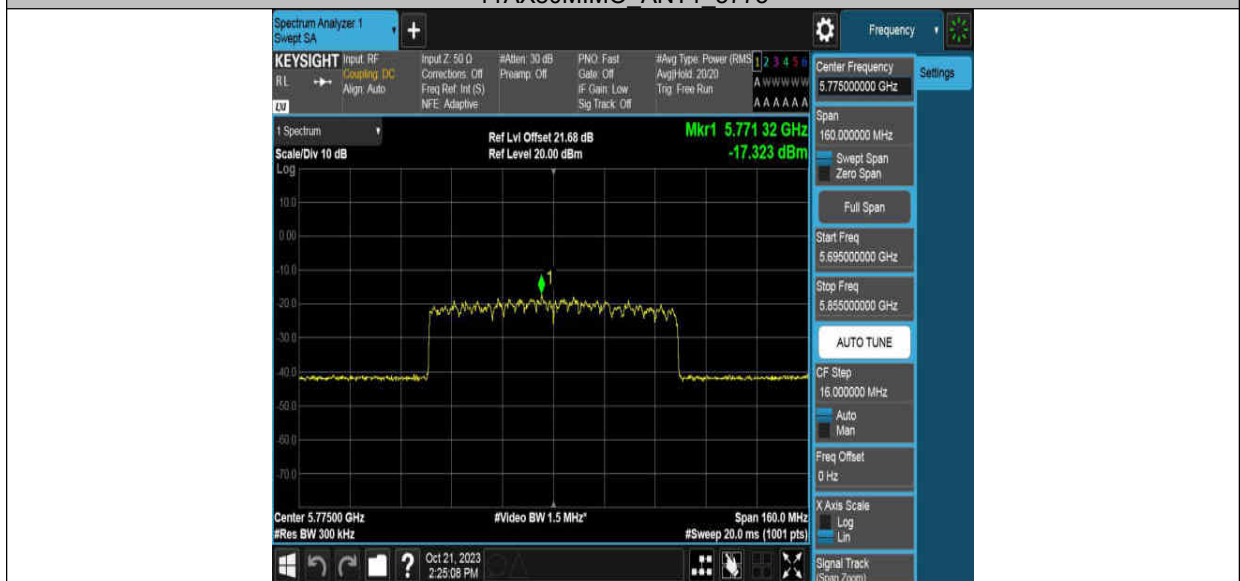 11AX80MIMO_ANT1_5775
Spectrum Analyzer 1
Swept SA
+
Frequency
KEYSIGHT
RL
Input: RF
Coupling: DC
Align: Auto
Input Z: 50 Ω
Corrections: Off
Freq Ref: Int (S)
NFE: Adaptive
#Atten: 30 dB
Preamp: Off
PNO: Fast
Gate: Off
IF Gain: Low
Sig Track: Off
#Avg Type: Power (RMS
Avg|Hold: 20/20
Trig: Free Run
1 2 3 4 5 6
A W W W W W
A A A A A A
1 Spectrum
Scale/Div 10 dB
Log
Ref Lvl Offset 21.68 dB
Ref Level 20.00 dBm
Mkr1 5.771 32 GHz
-17.323 dBm
10.0
0.00
-10.0
-20.0
-30.0
-40.0
-50.0
-60.0
-70.0
1
Center 5.77500 GHz
#Res BW 300 kHz
#Video BW 1.5 MHz*
Span 160.0 MHz
#Sweep 20.0 ms (1001 pts)
?
Oct 21, 2023
2:25:08 PM
Center Frequency
5.775000000 GHz
Settings
Span
160.000000 MHz
Swept Span
Zero Span
Full Span
Start Freq
5.695000000 GHz
Stop Freq
5.855000000 GHz
AUTO TUNE
CF Step
16.000000 MHz
Auto
Man
Freq Offset
0 Hz
X Axis Scale
Log
Lin
Signal Track
(Span Zoom)